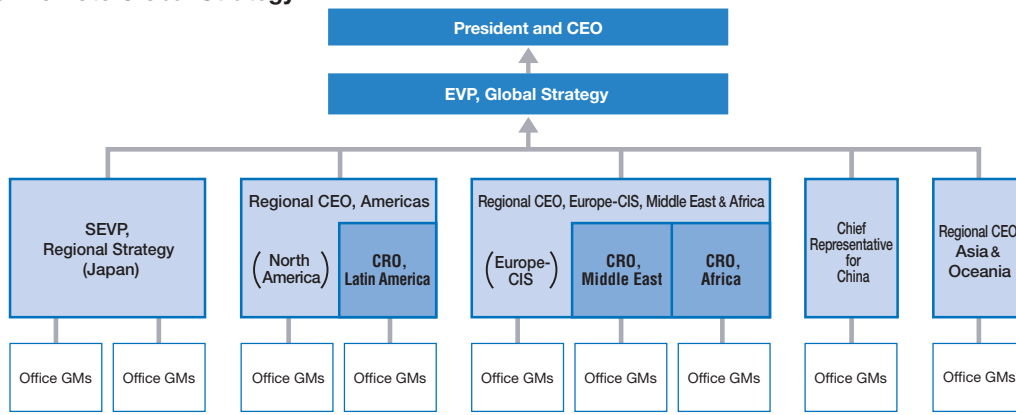 President and CEO
EVP, Global Strategy
SEVP,
Regional Strategy
(Japan)
Regional CEO, Americas
(North
America)
CRO,
Latin America
Regional CEO, Europe-CIS, Middle East & Africa
(Europe-
CIS)
CRO,
Middle East
CRO,
Africa
Chief
Representative
for
China
Regional CEO
Asia &
Oceania
Office GMs
Office GMs
Office GMs
Office GMs
Office GMs
Office GMs
Office GMs
Office GMs
Office GMs